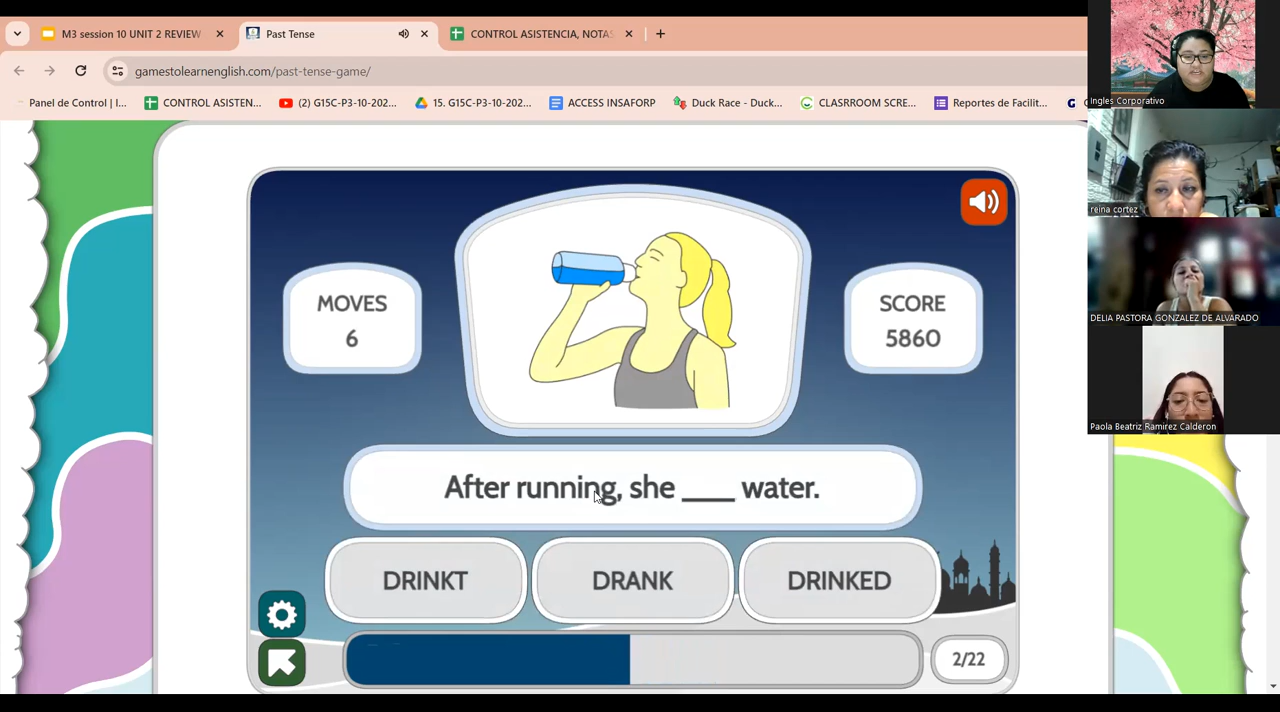 M3 session 10 UNIT 2 REVIEW
Past Tense
CONTROL ASISTENCIA, NOTAS
gamestolearnenglish.com/past-tense-game/
Panel de Control | I...
CONTROL ASISTEN...
(2) G15C-P3-10-202...
15. G15C-P3-10-202...
ACCESS INSAFORP
Duck Race - Duck...
CLASRROOM SCRE...
Reportes de Facilit...
Ingles Corporativo
reina cortez
DELIA PASTORA GONZALEZ DE ALVARADO
Paola Beatriz Ramirez Calderon
MOVES
6
SCORE
5860
After running, she ____ water.
DRINKT
DRANK
DRINKED
2/22